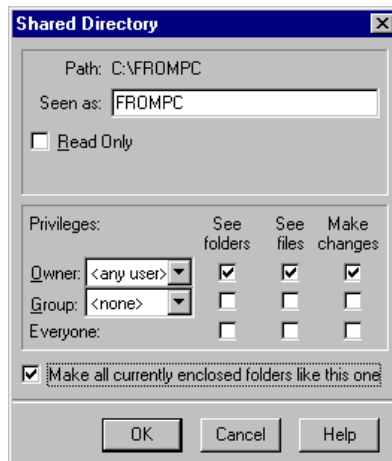 Shared Directory
Path: C:\FROMPC
Seen as: FROMPC
Read Only
Privileges: See folders See files Make changes
Owner: <any user>
Group: <none>
Everyone:
Make all currently enclosed folders like this one
OK Cancel Help